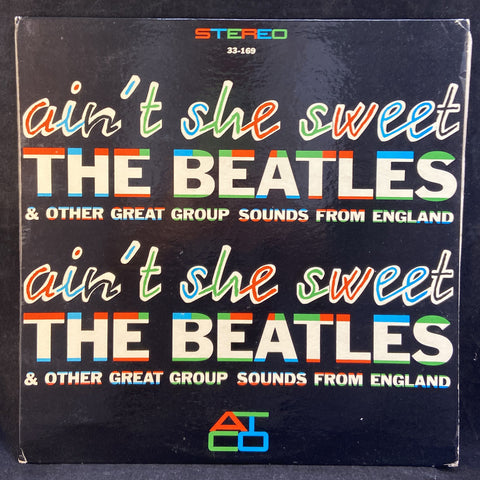 STEREO
33-169
ain't she sweet
THE BEATLES
& OTHER GREAT GROUP SOUNDS FROM ENGLAND
ain't she sweet
THE BEATLES
& OTHER GREAT GROUP SOUNDS FROM ENGLAND
AT
CO